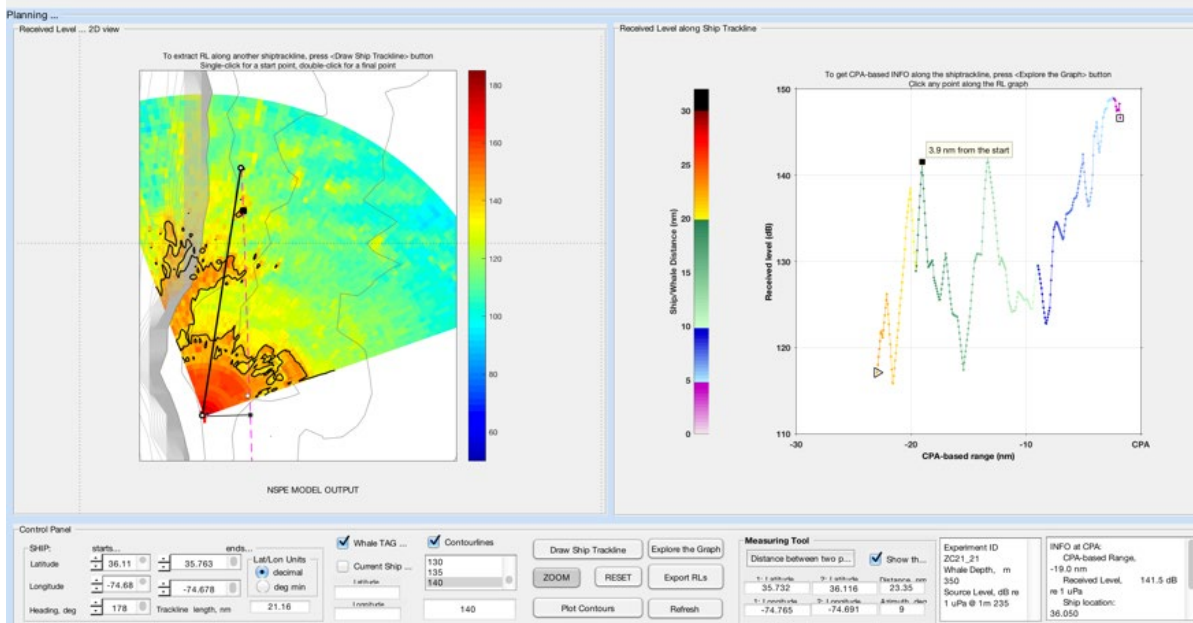 Planning ...
Received Level ... 2D view
To extract RL along another shiptrackline, press <Draw Ship Trackline> button
Single-click for a start point, double-click for a final point
180
160
140
120
100
80
60
NSPE MODEL OUTPUT
Received Level along Ship Trackline
To get CPA-based INFO along the shiptrackline, press <Explore the Graph> button
Click any point along the RL graph
Ship/Whale Distance (nm)
30
25
20
15
10
5
0
Received level (dB)
150
140
130
120
110
3.9 nm from the start
-30
-20
-10
CPA
CPA-based range (nm)
Control Panel
SHIP:
starts...
ends...
Latitude
36.11
35.763
Longitude
-74.68
-74.678
Heading, deg
178
Trackline length, nm
21.16
Lat/Lon Units
decimal
deg min
Whale TAG ...
Current Ship ...
Latitude
Longitude
Contourlines
130
135
140
140
Draw Ship Trackline
Explore the Graph
ZOOM
RESET
Export RLs
Plot Contours
Refresh
Measuring Tool
Distance between two p...
Show th...
1: Latitude
2: Latitude
Distance, nm
35.732
36.116
23.35
1: Longitude
2: Longitude
Azimuth, deg
-74.765
-74.691
9
Experiment ID
ZC21_21
Whale Depth, m
350
Source Level, dB re
1 uPa @ 1m 235
INFO at CPA:
CPA-based Range,
-19.0 nm
Received Level, 141.5 dB
re 1 uPa
Ship location:
36.050